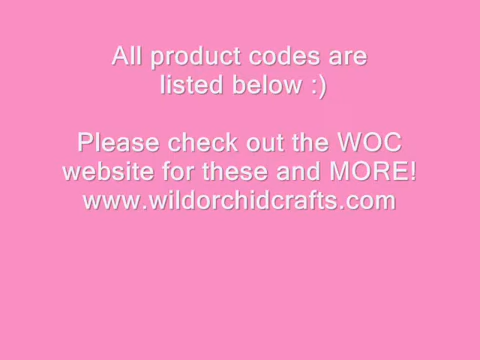 All product codes are
listed below :)
Please check out the WOC
website for these and MORE!
www.wildorchidcrafts.com